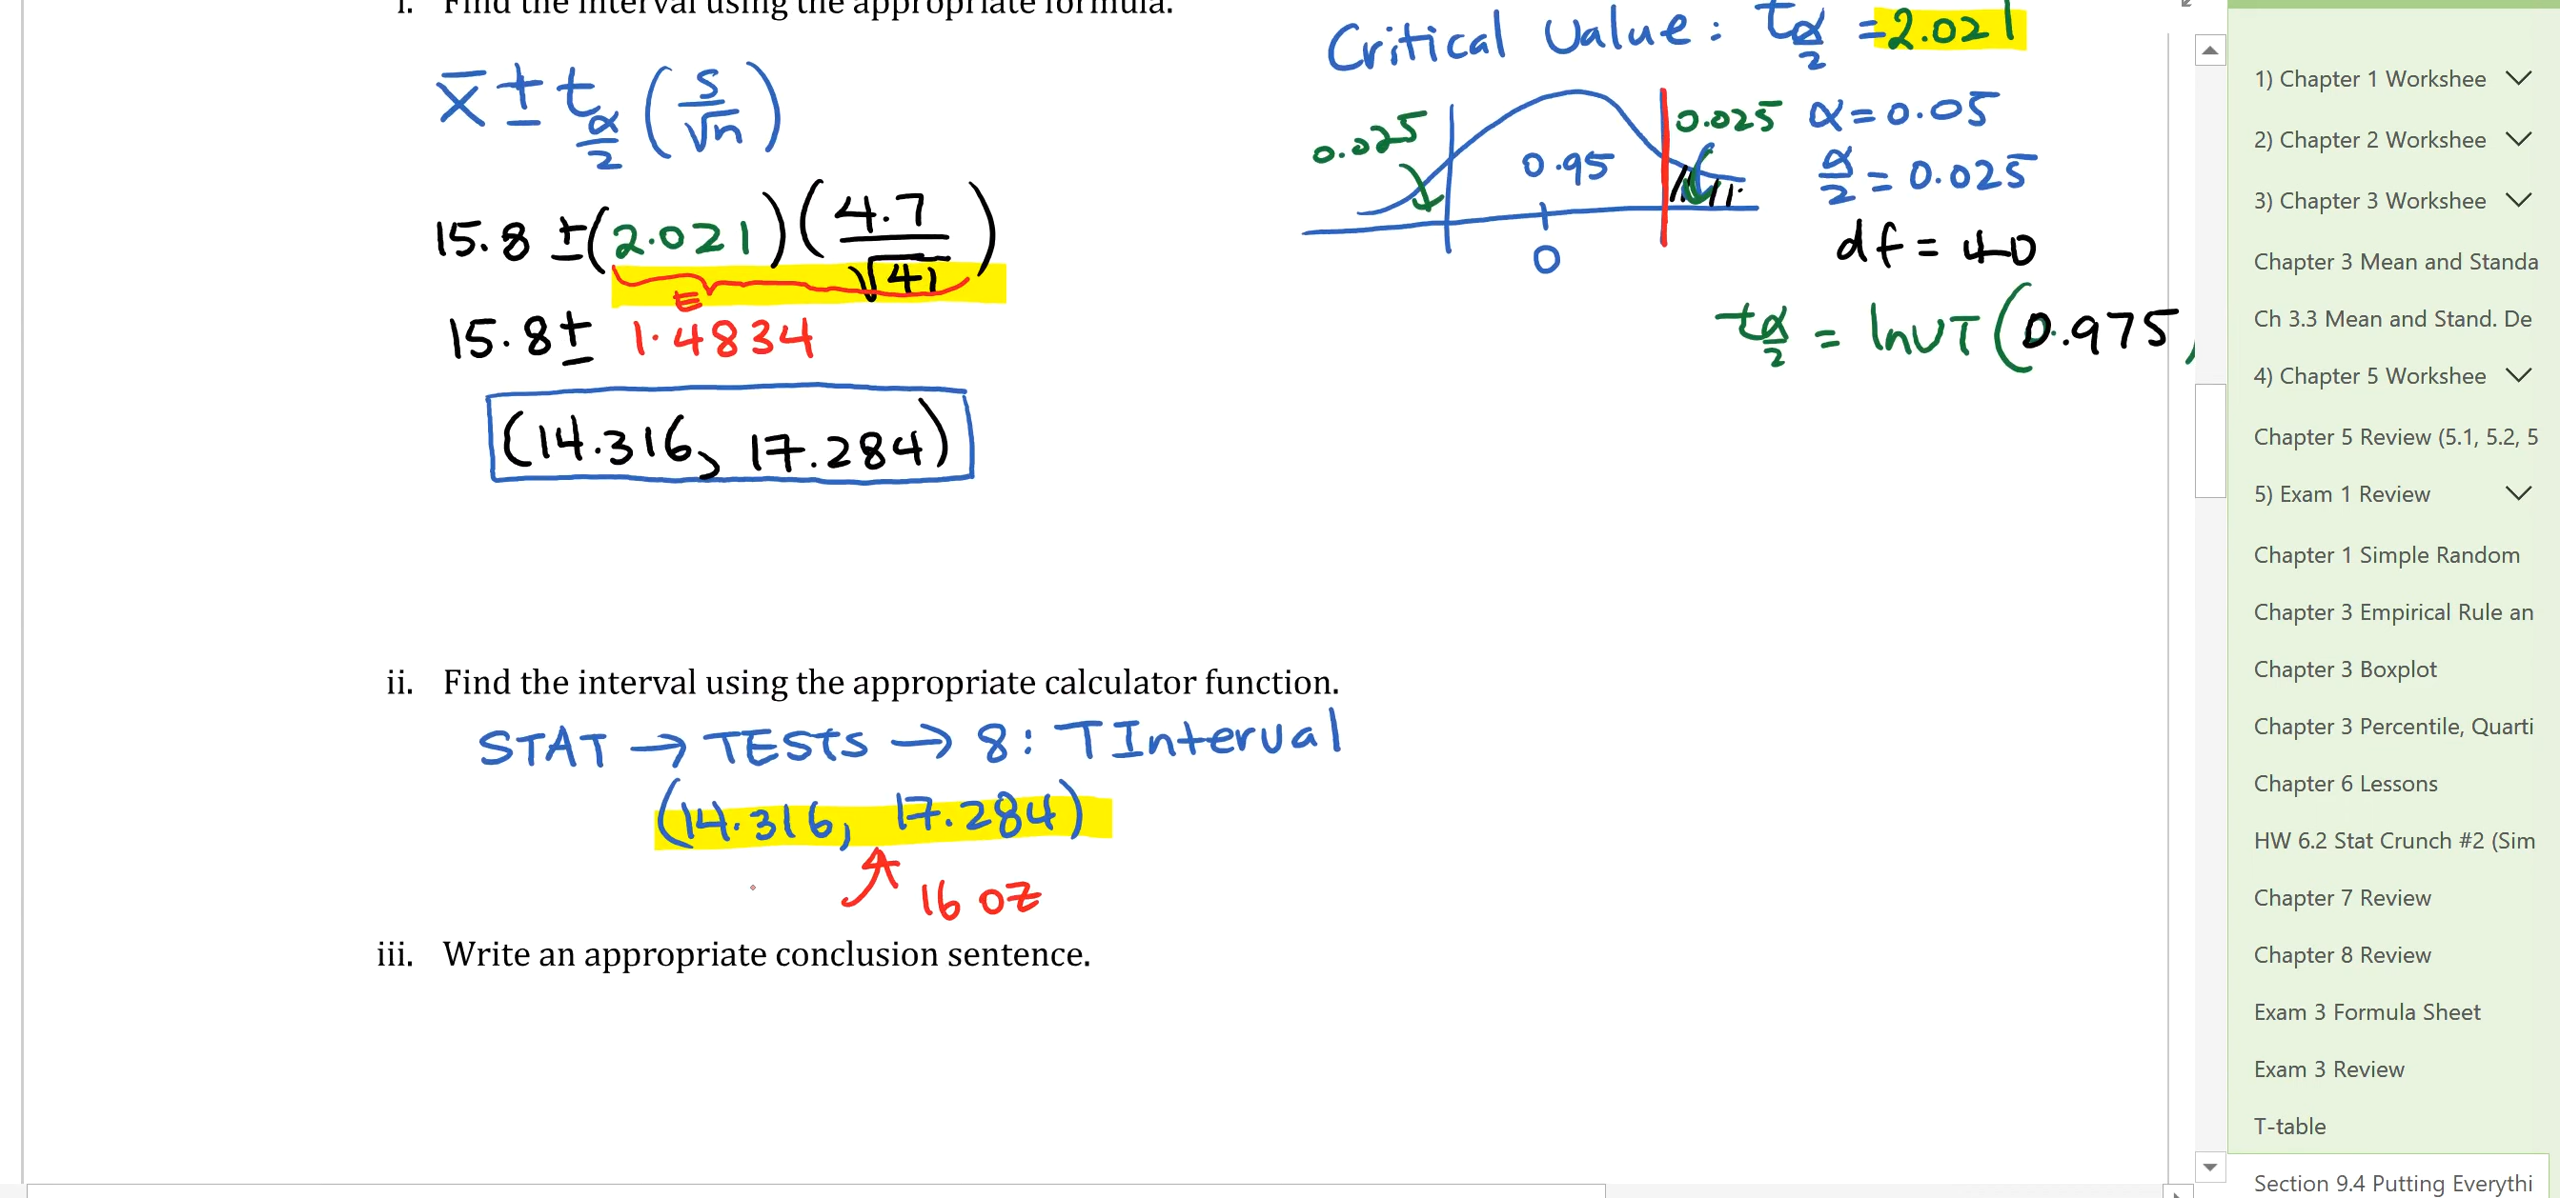 i. Find the interval using the appropriate formula.
x̄ ± t α/2 (s/√n)
15.8 ± (2.021)(4.7/√41)
E
15.8 ± 1.4834
(14.316, 17.284)
Critical Value: t α/2 = 2.021
0.025
0.95
0.025
0
α = 0.05
α/2 = 0.025
df = 40
t α/2 = InvT(0.975,
ii. Find the interval using the appropriate calculator function.
STAT → TESTS → 8: TInterval
(14.316, 17.284)
16 oz
iii. Write an appropriate conclusion sentence.
1) Chapter 1 Workshee
2) Chapter 2 Workshee
3) Chapter 3 Workshee
Chapter 3 Mean and Standa
Ch 3.3 Mean and Stand. De
4) Chapter 5 Workshee
Chapter 5 Review (5.1, 5.2, 5
5) Exam 1 Review
Chapter 1 Simple Random
Chapter 3 Empirical Rule an
Chapter 3 Boxplot
Chapter 3 Percentile, Quarti
Chapter 6 Lessons
HW 6.2 Stat Crunch #2 (Sim
Chapter 7 Review
Chapter 8 Review
Exam 3 Formula Sheet
Exam 3 Review
T-table
Section 9.4 Putting Everythi